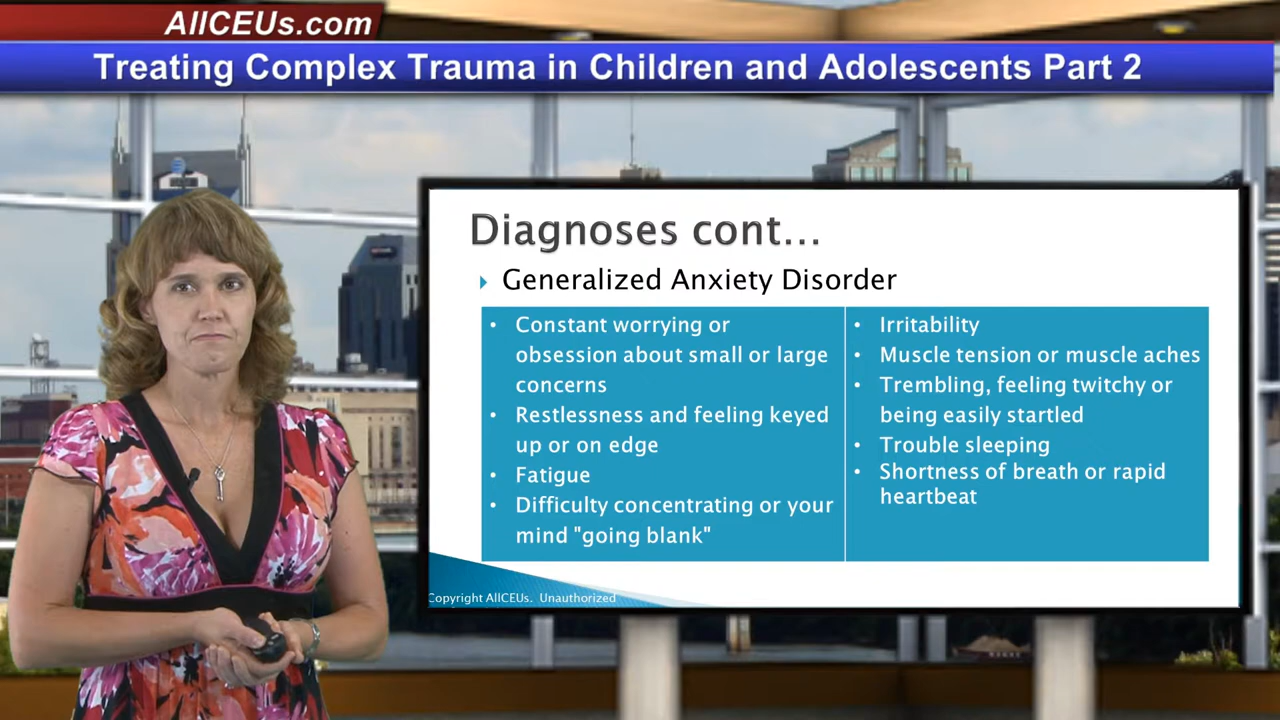 AllCEUs.com
Treating Complex Trauma in Children and Adolescents Part 2
Diagnoses cont...
Generalized Anxiety Disorder
• Constant worrying or
obsession about small or large
concerns
• Restlessness and feeling keyed
up or on edge
• Fatigue
• Difficulty concentrating or your
mind "going blank"
• Irritability
• Muscle tension or muscle aches
• Trembling, feeling twitchy or
being easily startled
• Trouble sleeping
• Shortness of breath or rapid
heartbeat
Copyright AllCEUs. Unauthorized